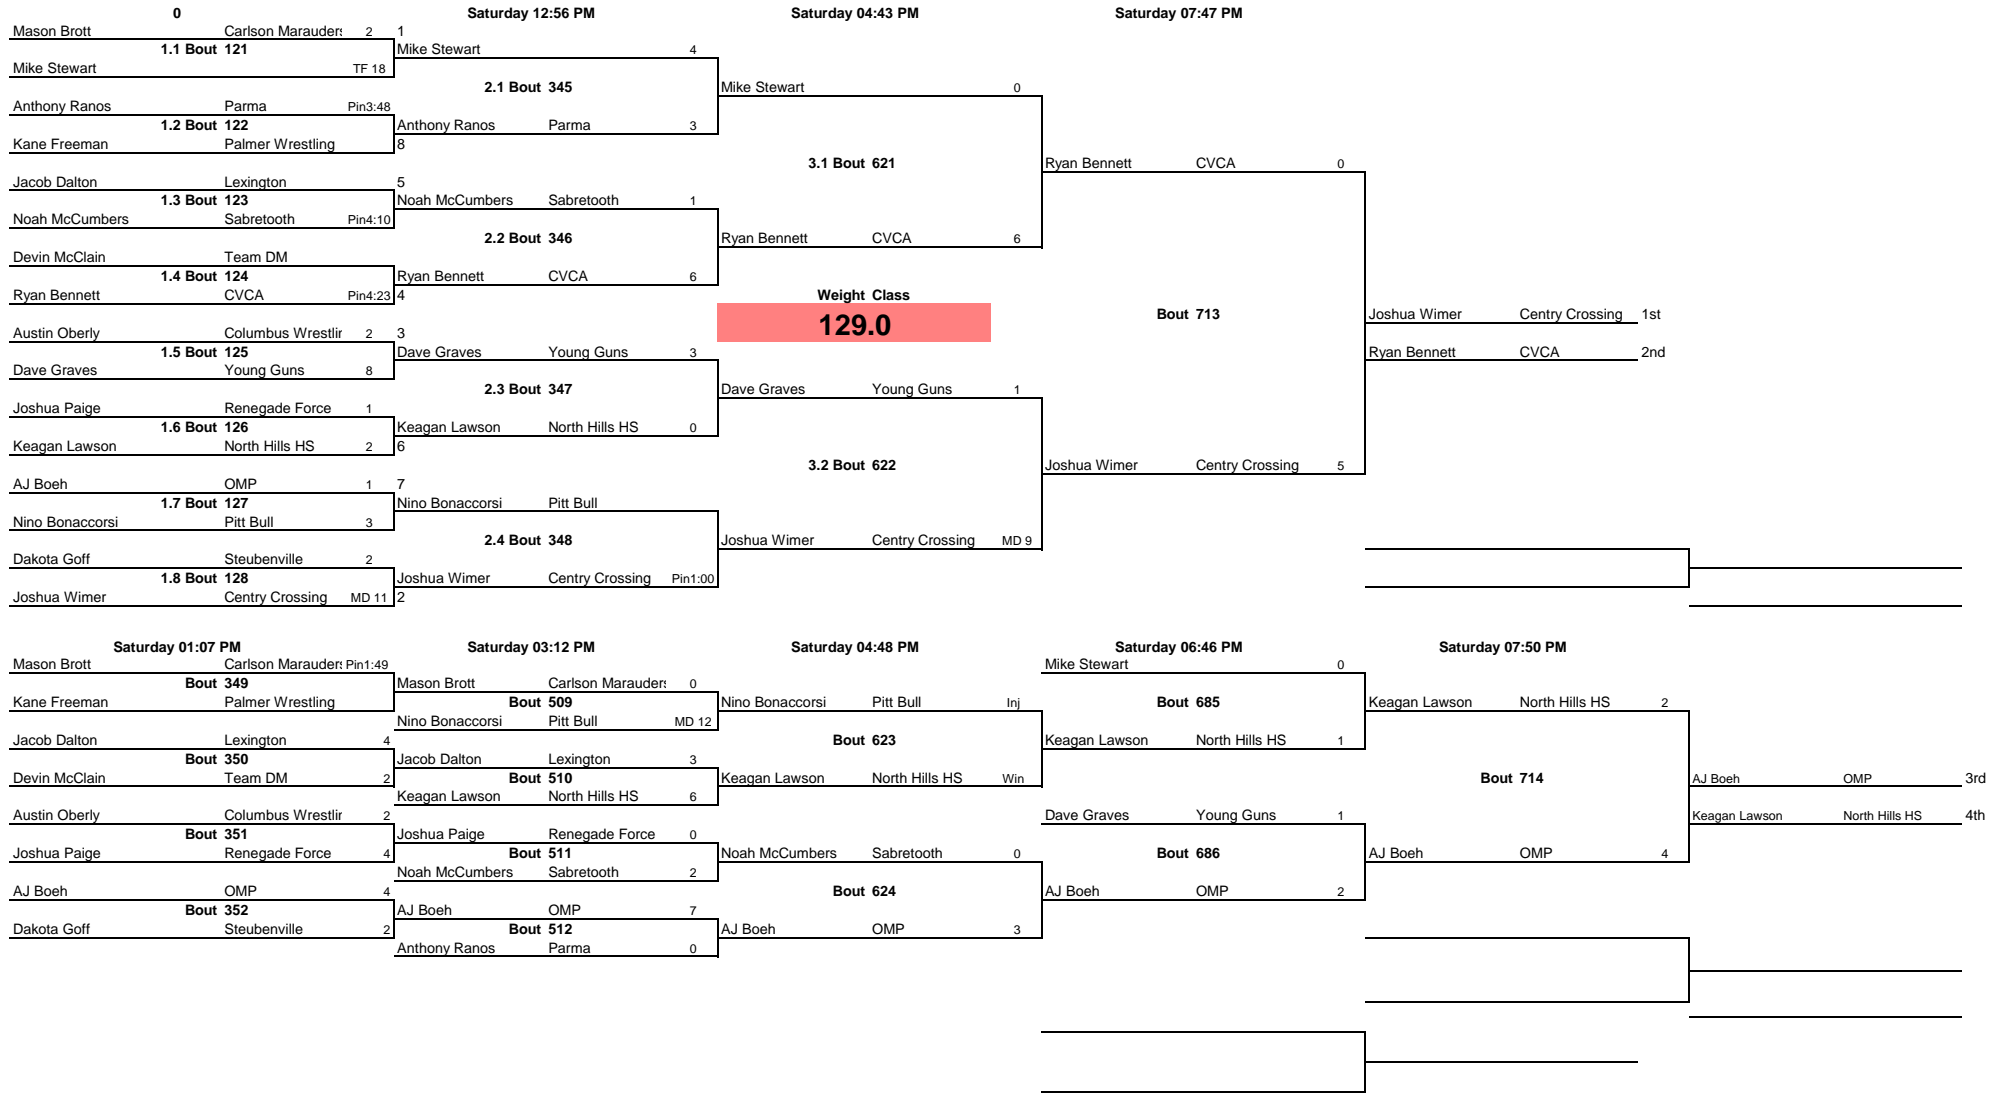 0 Saturday 12:56 PM Saturday 04:43 PM Saturday 07:47 PM
Mason Brott Carlson Marauders 2 1
1.1 Bout 121 Mike Stewart 4
Mike Stewart TF 18
2.1 Bout 345 Mike Stewart 0
Anthony Ranos Parma Pin3:48
1.2 Bout 122 Anthony Ranos Parma 3
Kane Freeman Palmer Wrestling 8
3.1 Bout 621 Ryan Bennett CVCA 0
Jacob Dalton Lexington 5
1.3 Bout 123 Noah McCumbers Sabretooth 1
Noah McCumbers Sabretooth Pin4:10
2.2 Bout 346 Ryan Bennett CVCA 6
Devin McClain Team DM
1.4 Bout 124 Ryan Bennett CVCA 6
Ryan Bennett CVCA Pin4:23 4 Weight Class
129.0
Bout 713 Joshua Wimer Centry Crossing 1st
Austin Oberly Columbus Wrestlir 2 3
1.5 Bout 125 Dave Graves Young Guns 3 Ryan Bennett CVCA 2nd
Dave Graves Young Guns 8
2.3 Bout 347 Dave Graves Young Guns 1
Joshua Paige Renegade Force 1
1.6 Bout 126 Keagan Lawson North Hills HS 0
Keagan Lawson North Hills HS 2 6
3.2 Bout 622 Joshua Wimer Centry Crossing 5
AJ Boeh OMP 1 7
1.7 Bout 127 Nino Bonaccorsi Pitt Bull
Nino Bonaccorsi Pitt Bull 3
2.4 Bout 348 Joshua Wimer Centry Crossing MD 9
Dakota Goff Steubenville 2
1.8 Bout 128 Joshua Wimer Centry Crossing Pin1:00
Joshua Wimer Centry Crossing MD 11 2
Saturday 01:07 PM Saturday 03:12 PM Saturday 04:48 PM Saturday 06:46 PM Saturday 07:50 PM
Mason Brott Carlson Marauders Pin1:49 Mike Stewart 0
Bout 349 Mason Brott Carlson Marauders 0
Kane Freeman Palmer Wrestling Bout 509 Nino Bonaccorsi Pitt Bull Inj Bout 685 Keagan Lawson North Hills HS 2
Nino Bonaccorsi Pitt Bull MD 12
Jacob Dalton Lexington 4 Bout 623 Keagan Lawson North Hills HS 1
Bout 350 Jacob Dalton Lexington 3
Devin McClain Team DM 2 Bout 510 Keagan Lawson North Hills HS Win Bout 714 AJ Boeh OMP 3rd
Keagan Lawson North Hills HS 6
Austin Oberly Columbus Wrestlir 2 Dave Graves Young Guns 1 Keagan Lawson North Hills HS 4th
Bout 351 Joshua Paige Renegade Force 0
Joshua Paige Renegade Force 4 Bout 511 Noah McCumbers Sabretooth 0 Bout 686 AJ Boeh OMP 4
Noah McCumbers Sabretooth 2
AJ Boeh OMP 4 Bout 624 AJ Boeh OMP 2
Bout 352 AJ Boeh OMP 7
Dakota Goff Steubenville 2 Bout 512 AJ Boeh OMP 3
Anthony Ranos Parma 0